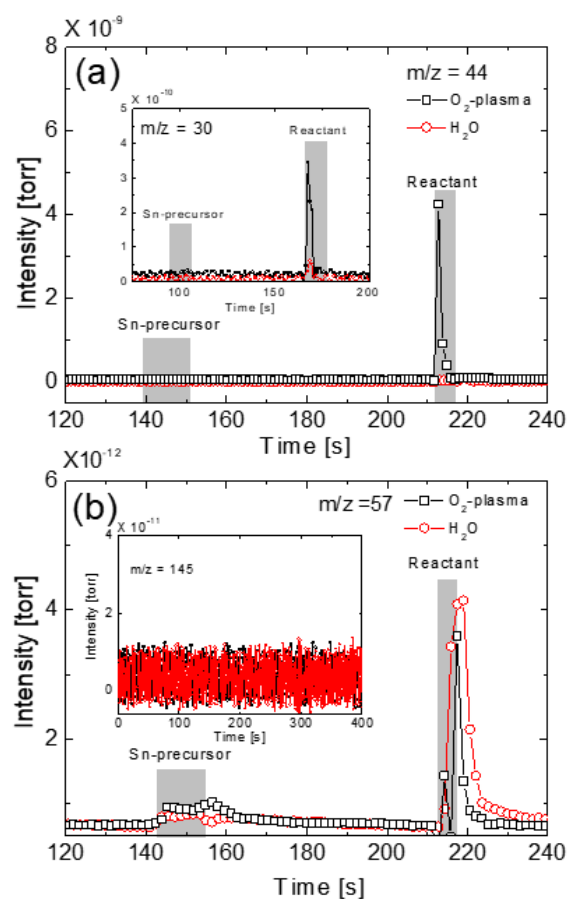 X 10⁻⁹
8
(a)
m/z = 44
O₂-plasma
H₂O
X 10⁻¹⁰
5
m/z = 30
Reactant
4
3
2
Sn-precursor
1
0
100
150
200
Time [s]
6
Reactant
4
2
Sn-precursor
0
Intensity [torr]
120 140 160 180 200 220 240
Time [s]
X10⁻¹²
6
(b)
m/z =57
O₂-plasma
H₂O
X 10⁻¹¹
4
m/z = 145
Reactant
2
0
Intensity [torr]
0 100 200 300 400
Time [s]
4
Sn-precursor
2
Intensity [torr]
120 140 160 180 200 220 240
Time [s]